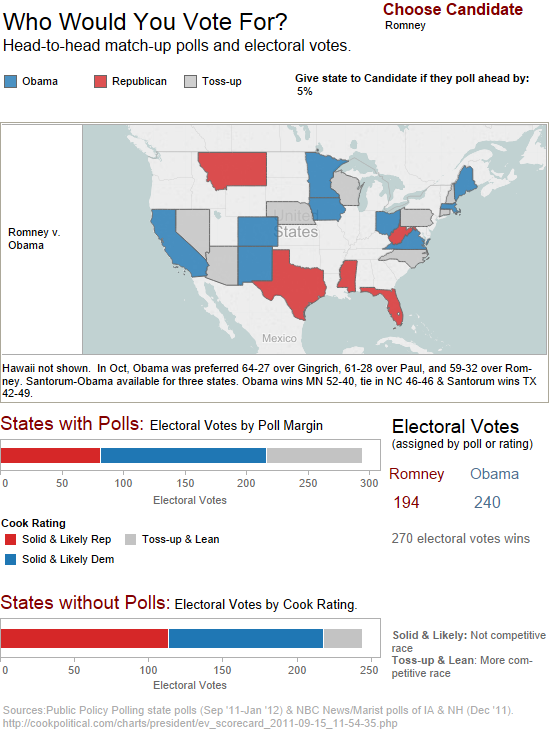 Who Would You Vote For?
Choose Candidate
Romney
Head-to-head match-up polls and electoral votes.
Obama
Republican
Toss-up
Give state to Candidate if they poll ahead by:
5%
Romney v.
Obama
United
States
Mexico
Hawaii not shown. In Oct, Obama was preferred 64-27 over Gingrich, 61-28 over Paul, and 59-32 over Rom-
ney. Santorum-Obama available for three states. Obama wins MN 52-40, tie in NC 46-46 & Santorum wins TX
42-49.
States with Polls: Electoral Votes by Poll Margin
0 50 100 150 200 250 300
Electoral Votes
Electoral Votes
(assigned by poll or rating)
Romney Obama
194 240
270 electoral votes wins
Cook Rating
Solid & Likely Rep
Toss-up & Lean
Solid & Likely Dem
States without Polls: Electoral Votes by Cook Rating.
0 50 100 150 200 250
Electoral Votes
Solid & Likely: Not competitive
race
Toss-up & Lean: More com-
petitive race
Sources:Public Policy Polling state polls (Sep '11-Jan '12) & NBC News/Marist polls of IA & NH (Dec '11).
http://cookpolitical.com/charts/president/ev_scorecard_2011-09-15_11-54-35.php